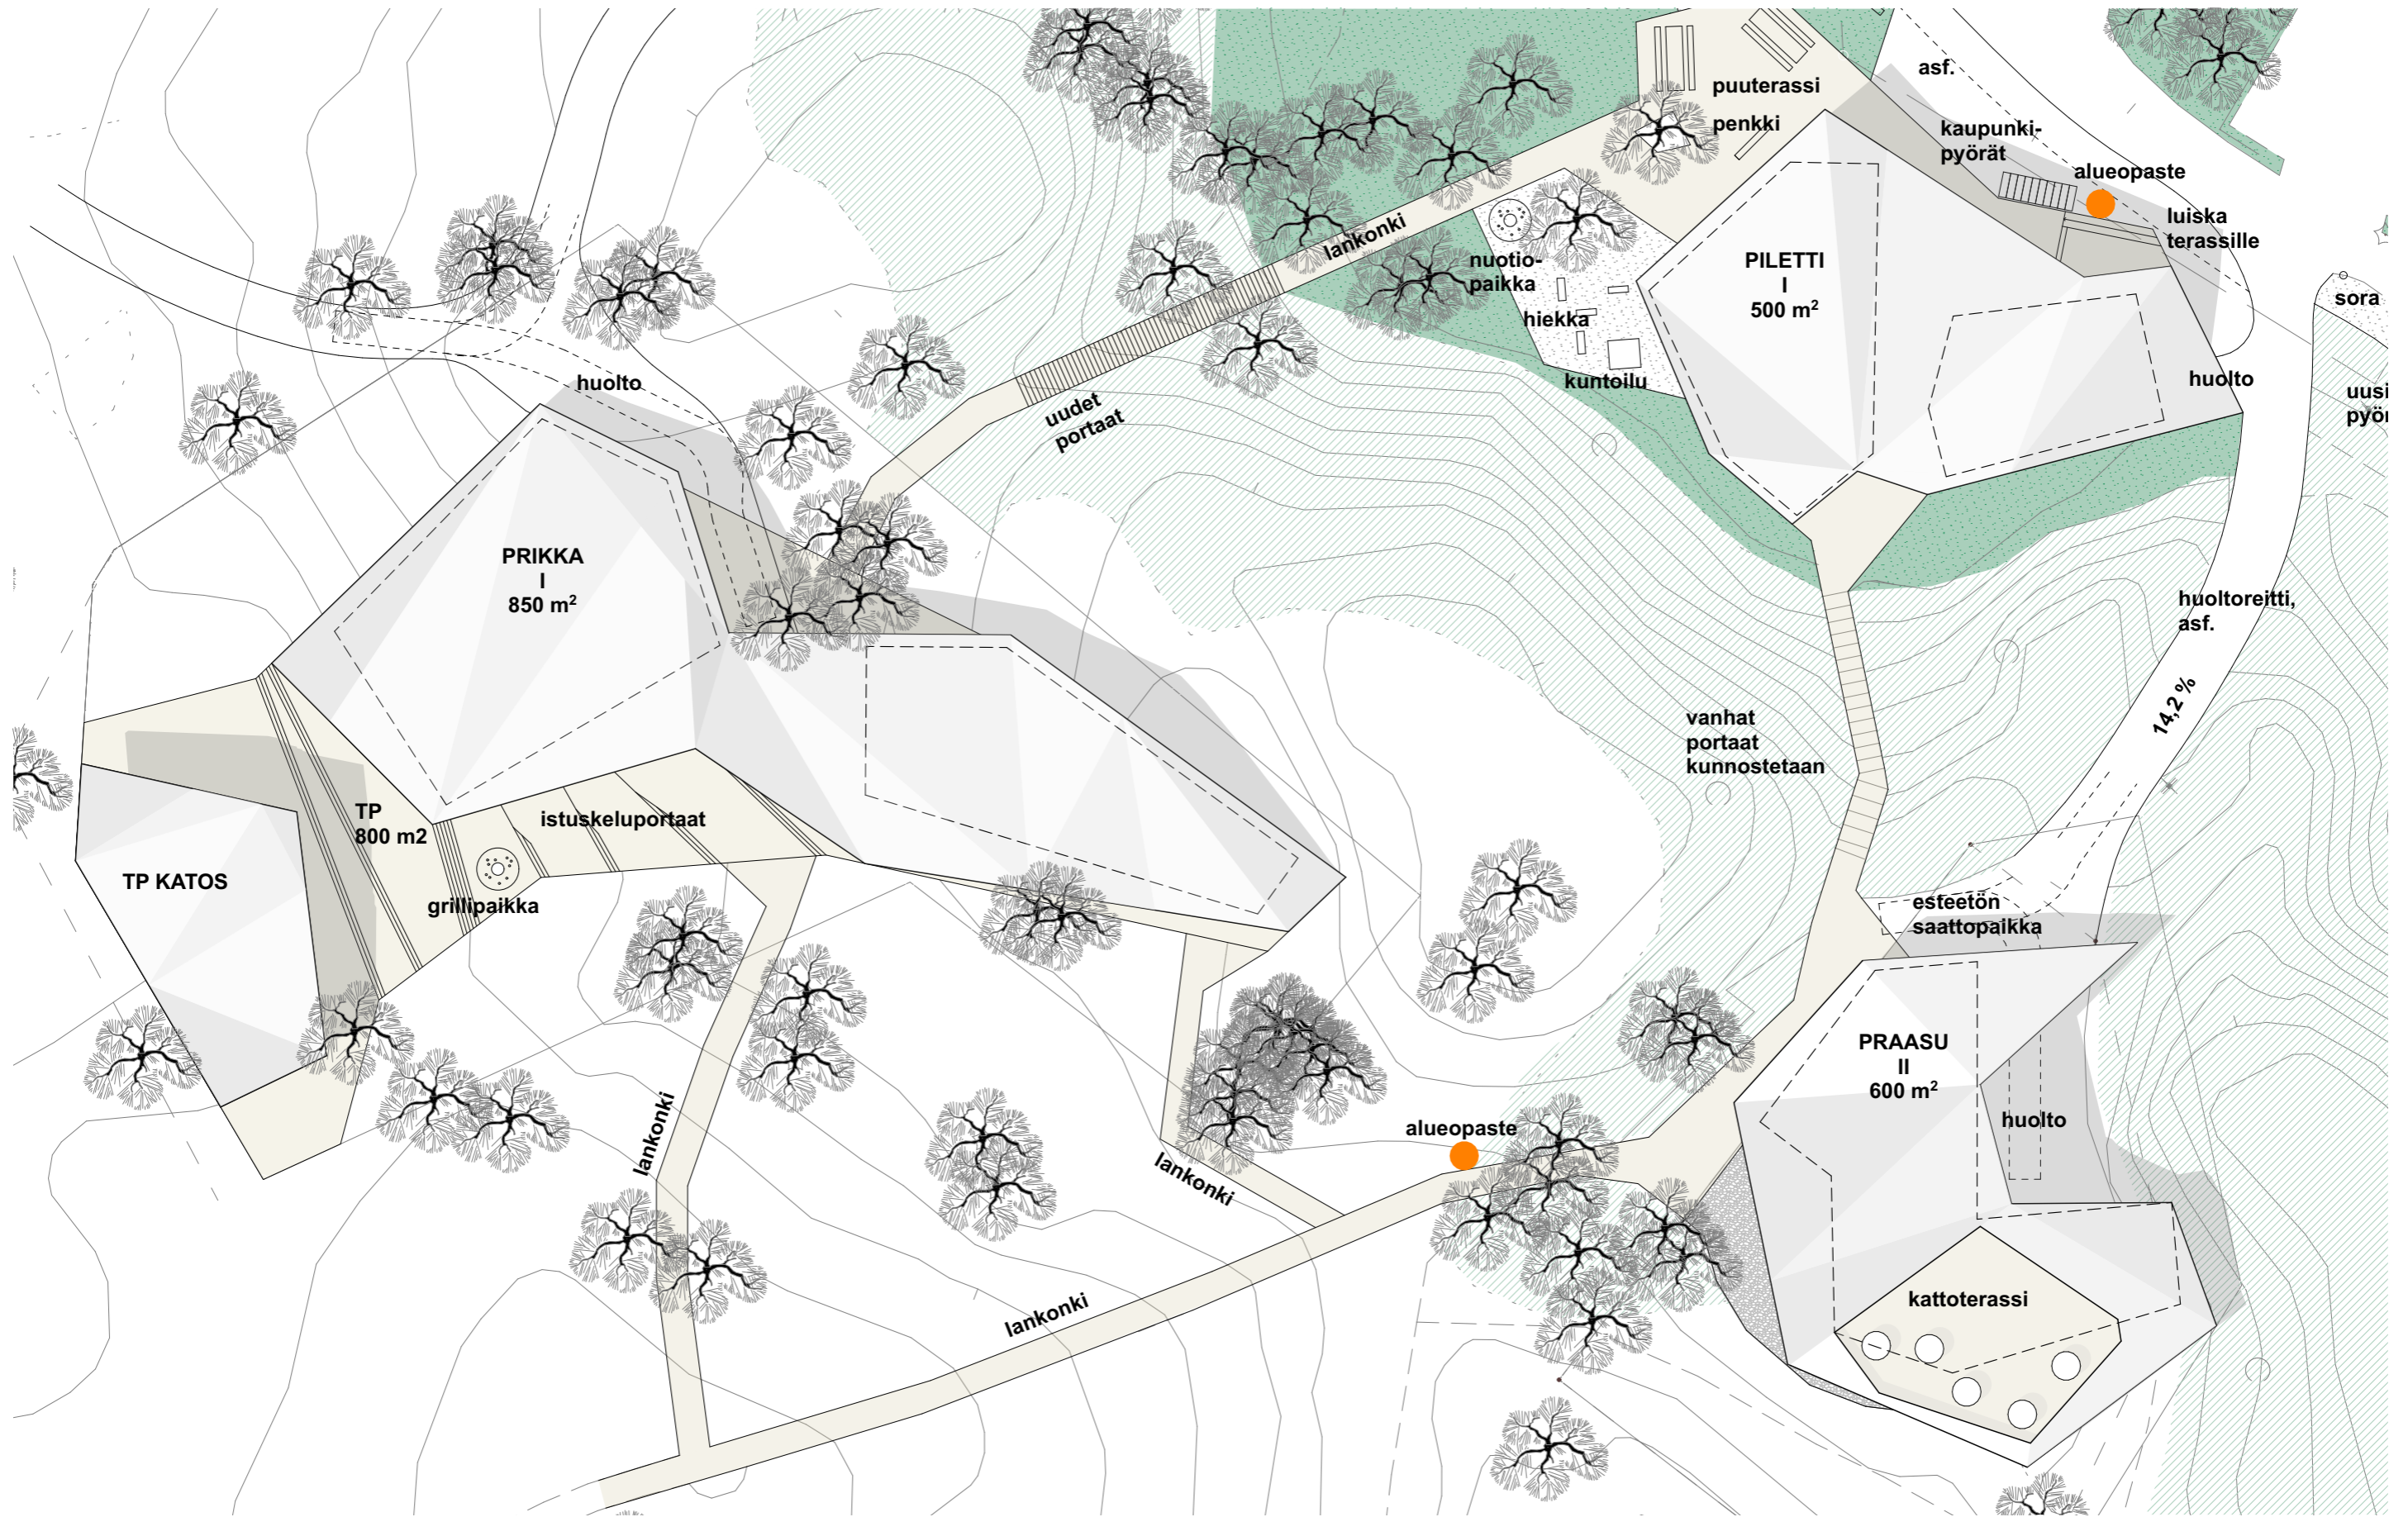 asf.
puuterassi
penkki
kaupunki-
pyörät
alueopaste
luiska
terassille
lankonki
nuotio-
paikka
PILETTI
I
500 m²
sora
hiekka
kuntoilu
huolto
huolto
uudet
portaat
PRIKKA
I
850 m²
huoltoreitti,
asf.
14,2 %
vanhat
portaat
kunnostetaan
TP
800 m2
istuskeluportaat
TP KATOS
grillipaikka
esteetön
saattopaikka
PRAASU
II
600 m²
huolto
alueopaste
lankonki
lankonki
lankonki
kattoterassi